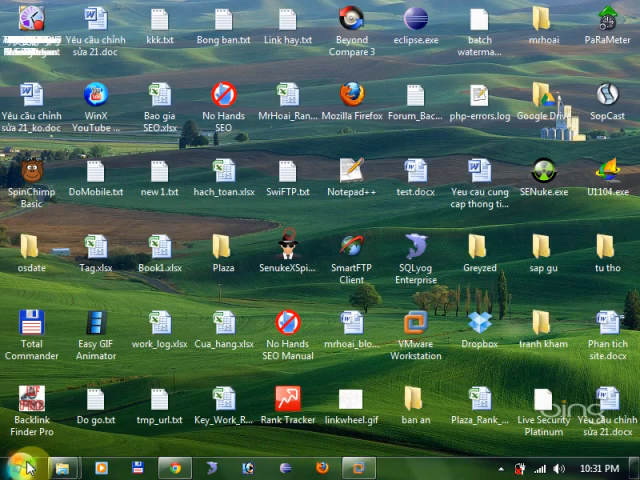 Yêu cầu chỉnh
sửa 21.doc
kkk.txt
Bong ban.txt
Link hay.txt
Beyond
Compare 3
eclipse.exe
batch
waterma...
mrhoai
PaRaMeter
Yêu cầu chỉnh
sửa 21_ko.doc
WinX
YouTube ...
Bao gia
SEO.xlsx
No Hands
SEO
MrHoai_Ran...
Mozilla Firefox
Forum_Bac...
php-errors.log
Google Driv...
SopCast
SpinChimp
Basic
DoMobile.txt
new 1.txt
hach_toan.xlsx
SwiFTP.txt
Notepad++
test.docx
Yeu cau cung
cap thong ti...
SENuke.exe
U1104.exe
osdate
Tag.xlsx
Book1.xlsx
Plaza
SenukeXSpi...
SmartFTP
Client
SQLyog
Enterprise
Greyzed
sap gu
tu tho
Total
Commander
Easy GIF
Animator
work_log.xlsx
Cua_hang.xlsx
No Hands
SEO Manual
mrhoai_blo...
VMware
Workstation
Dropbox
tranh kham
Phan tich
site.docx
Backlink
Finder Pro
Do go.txt
tmp_url.txt
Key_Work_R...
Rank Tracker
linkwheel.gif
ban an
Plaza_Rank_...
Live Security
Platinum
bing
Yêu cầu chỉnh
sửa 21.docx
10:31 PM